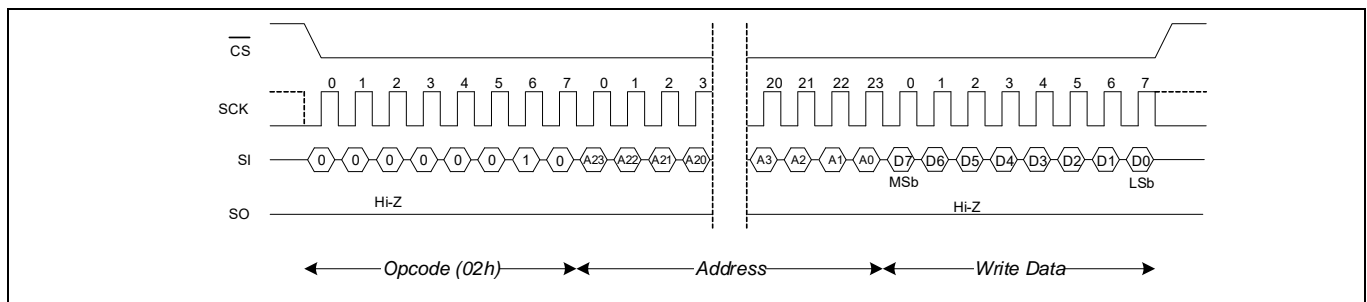 CS
0 1 2 3 4 5 6 7 0 1 2 3 20 21 22 23 0 1 2 3 4 5 6 7
SCK
SI 0 0 0 0 0 0 1 0 A23 A22 A21 A20 A3 A2 A1 A0 D7 D6 D5 D4 D3 D2 D1 D0
MSb LSb
Hi-Z Hi-Z
SO
Opcode (02h) Address Write Data